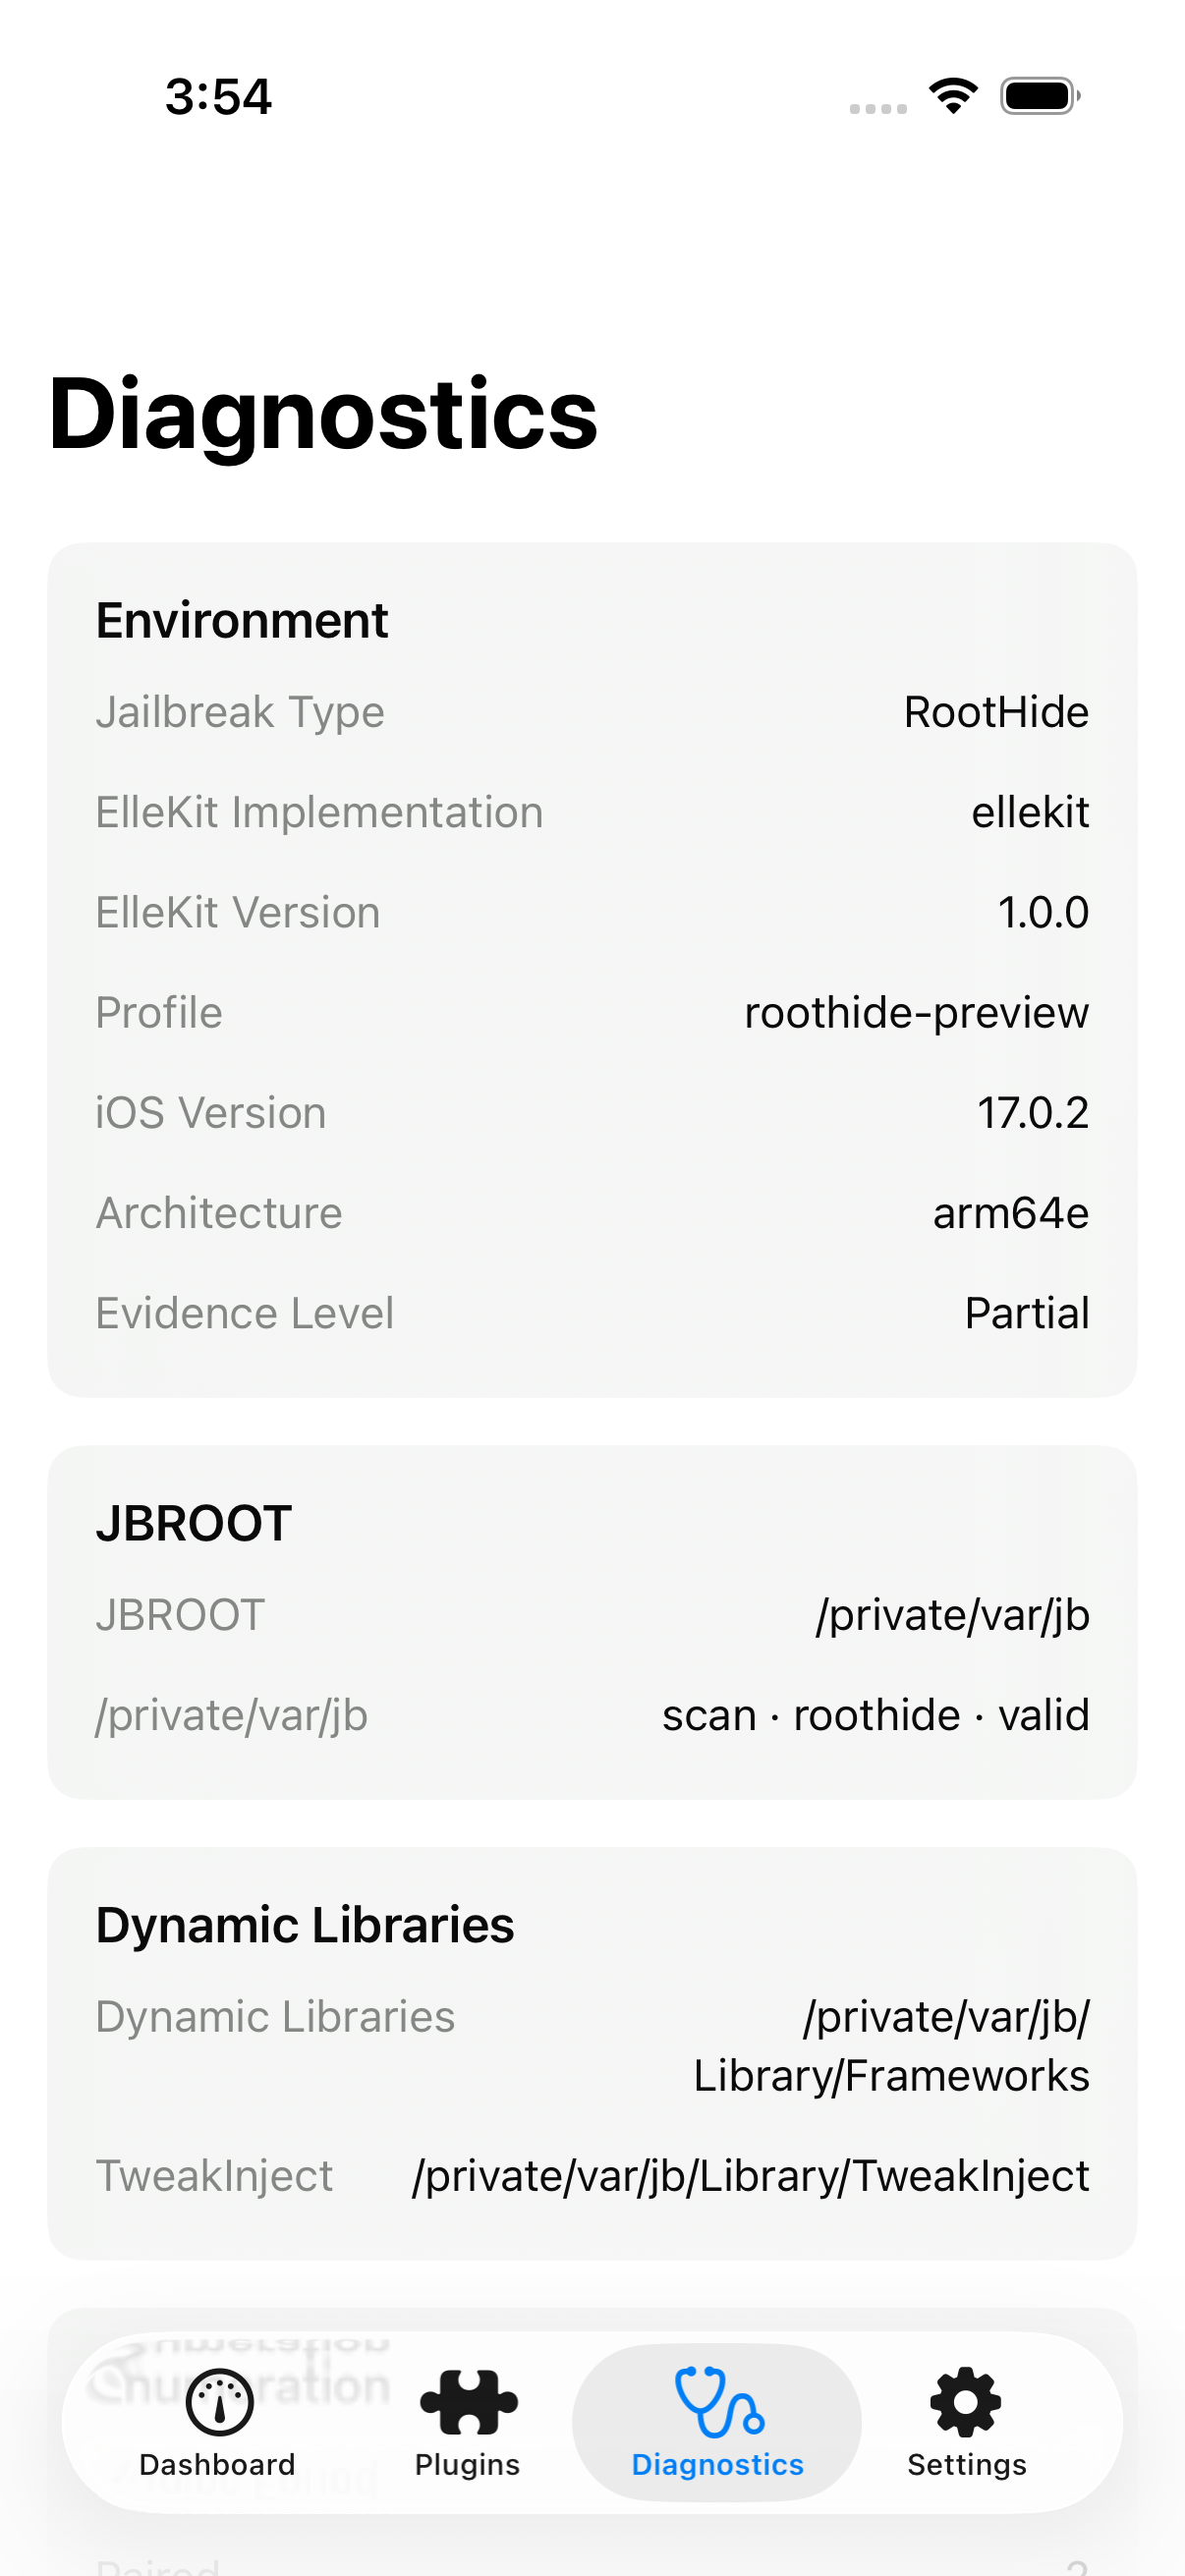 3:54
Diagnostics
Environment
Jailbreak Type RootHide
ElleKit Implementation ellekit
ElleKit Version 1.0.0
Profile roothide-preview
iOS Version 17.0.2
Architecture arm64e
Evidence Level Partial
JBROOT
JBROOT /private/var/jb
/private/var/jb scan · roothide · valid
Dynamic Libraries
Dynamic Libraries /private/var/jb/
Library/Frameworks
TweakInject /private/var/jb/Library/TweakInject
Dashboard Plugins Diagnostics Settings
Paired 2